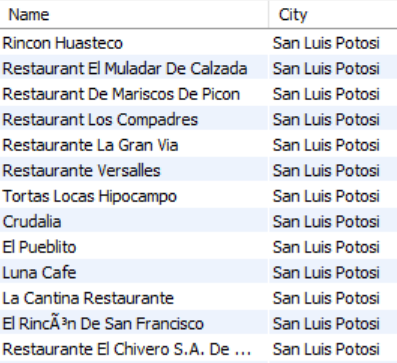 Name City
Rincon Huasteco San Luis Potosi
Restaurant El Muladar De Calzada San Luis Potosi
Restaurant De Mariscos De Picon San Luis Potosi
Restaurant Los Compadres San Luis Potosi
Restaurante La Gran Via San Luis Potosi
Restaurante Versalles San Luis Potosi
Tortas Locas Hipocampo San Luis Potosi
Crudalia San Luis Potosi
El Pueblito San Luis Potosi
Luna Cafe San Luis Potosi
La Cantina Restaurante San Luis Potosi
El RincÃ³n De San Francisco San Luis Potosi
Restaurante El Chivero S.A. De ... San Luis Potosi